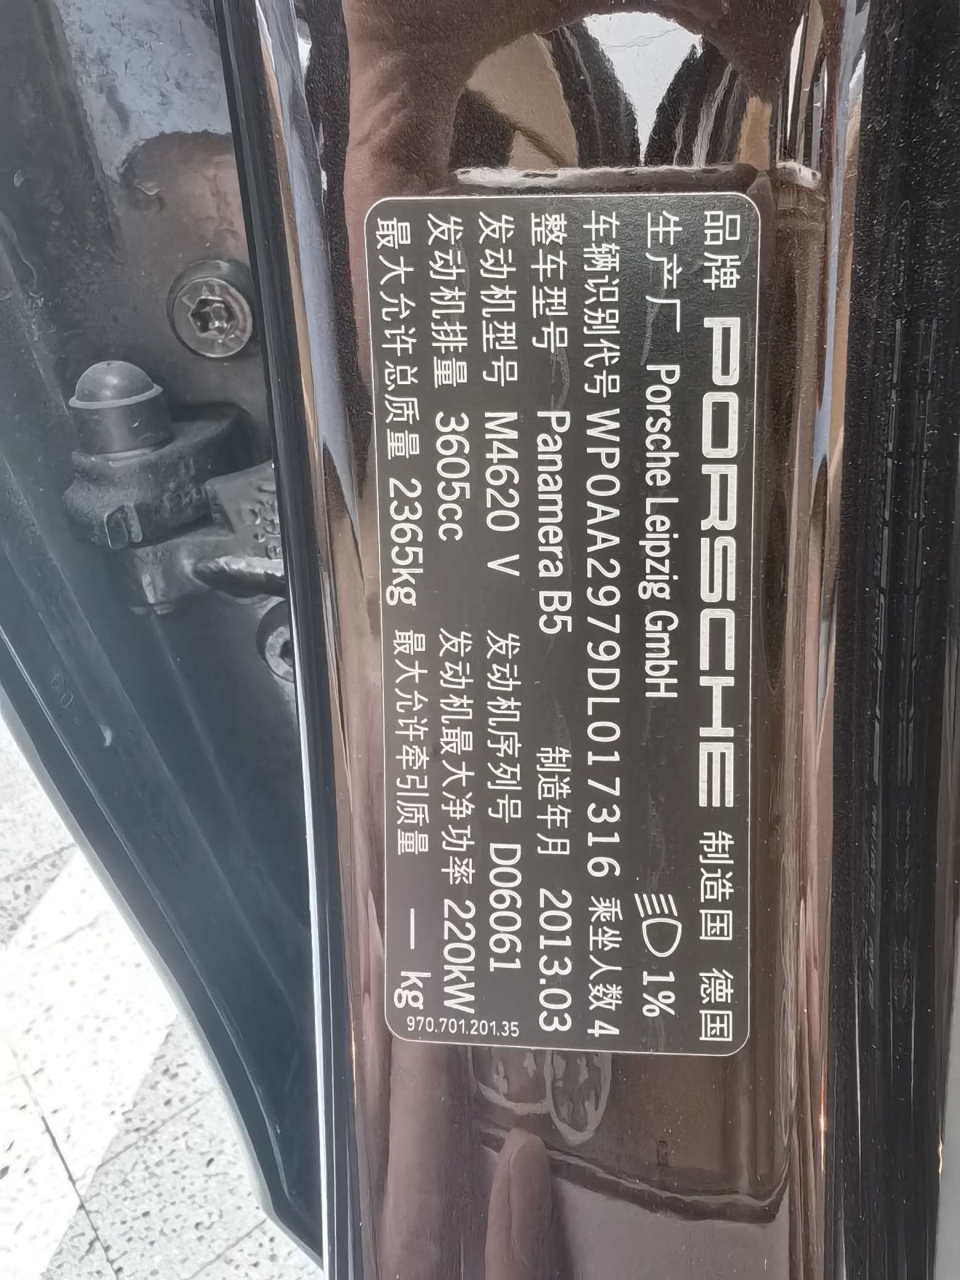 品牌 PORSCHE 制造国 德国
生产厂 Porsche Leipzig GmbH 1%
车辆识别代号 WP0AA2979DL017316 乘坐人数 4
整车型号 Panamera B5 制造年月 2013.03
发动机型号 M4620 V 发动机序列号 D06061
发动机排量 3605cc 发动机最大净功率 220kW
最大允许总质量 2365kg 最大允许牵引质量 — kg
970.701.201.35